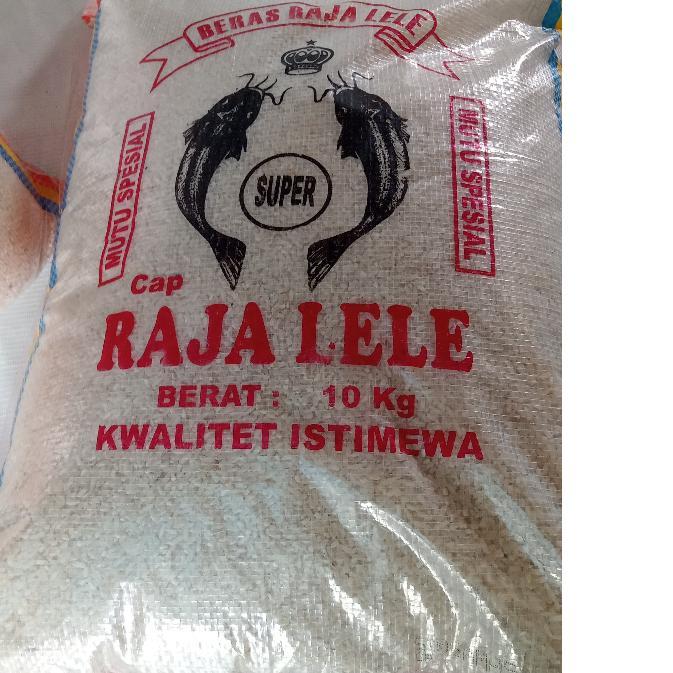 BERAS RAJA LELE
MUTU SPESIAL
SUPER
MUTU SPESIAL
Cap
RAJA LELE
BERAT : 10 Kg
KWALITET ISTIMEWA